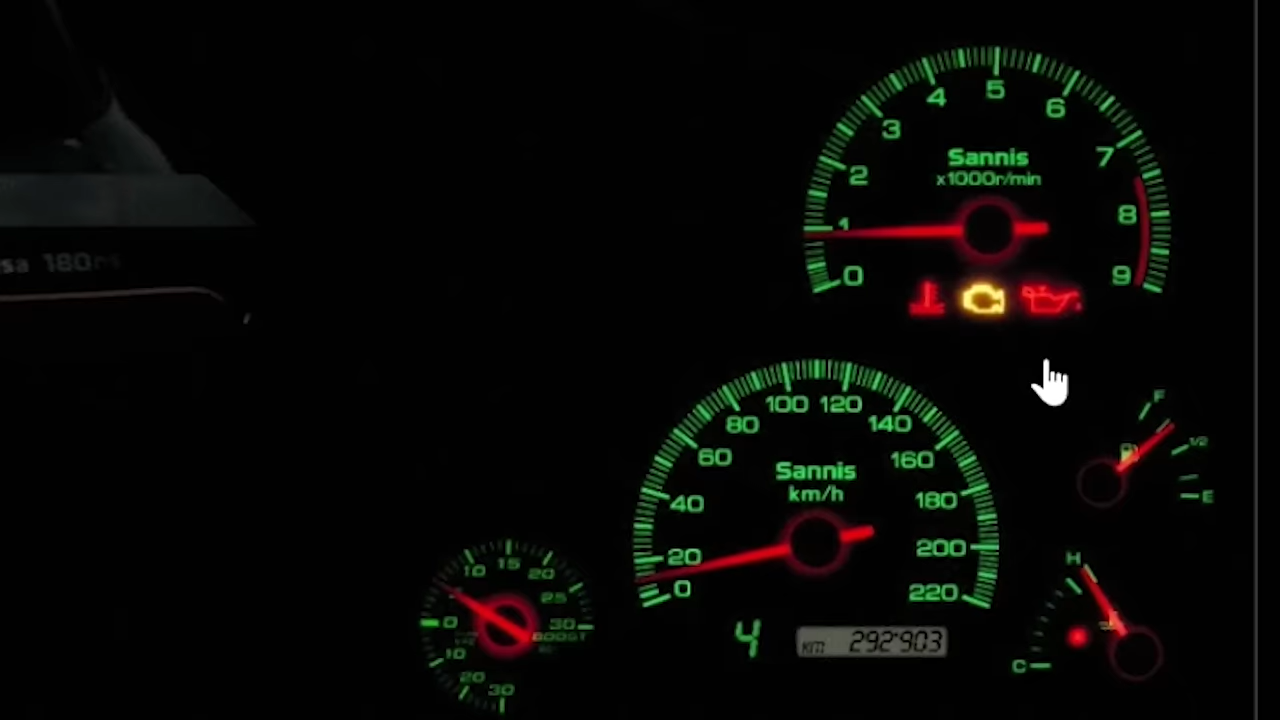 180
0 1 2 3 4 5 6 7 8 9
Sannis
x1000r/min
0 20 40 60 80 100 120 140 160 180 200 220
Sannis
km/h
4
km 292903
F
1/2
E
H
C
30 20 10 0 10 15 20 25 30
BOOST